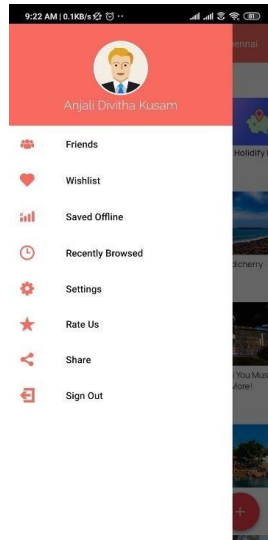 9:22 AM | 0.1KB/s
Anjali Divitha Kusam
ennai
Friends
Wishlist
Holidify
Saved Offline
Recently Browsed
dicherry
Settings
Rate Us
Share
You Mus
More!
Sign Out